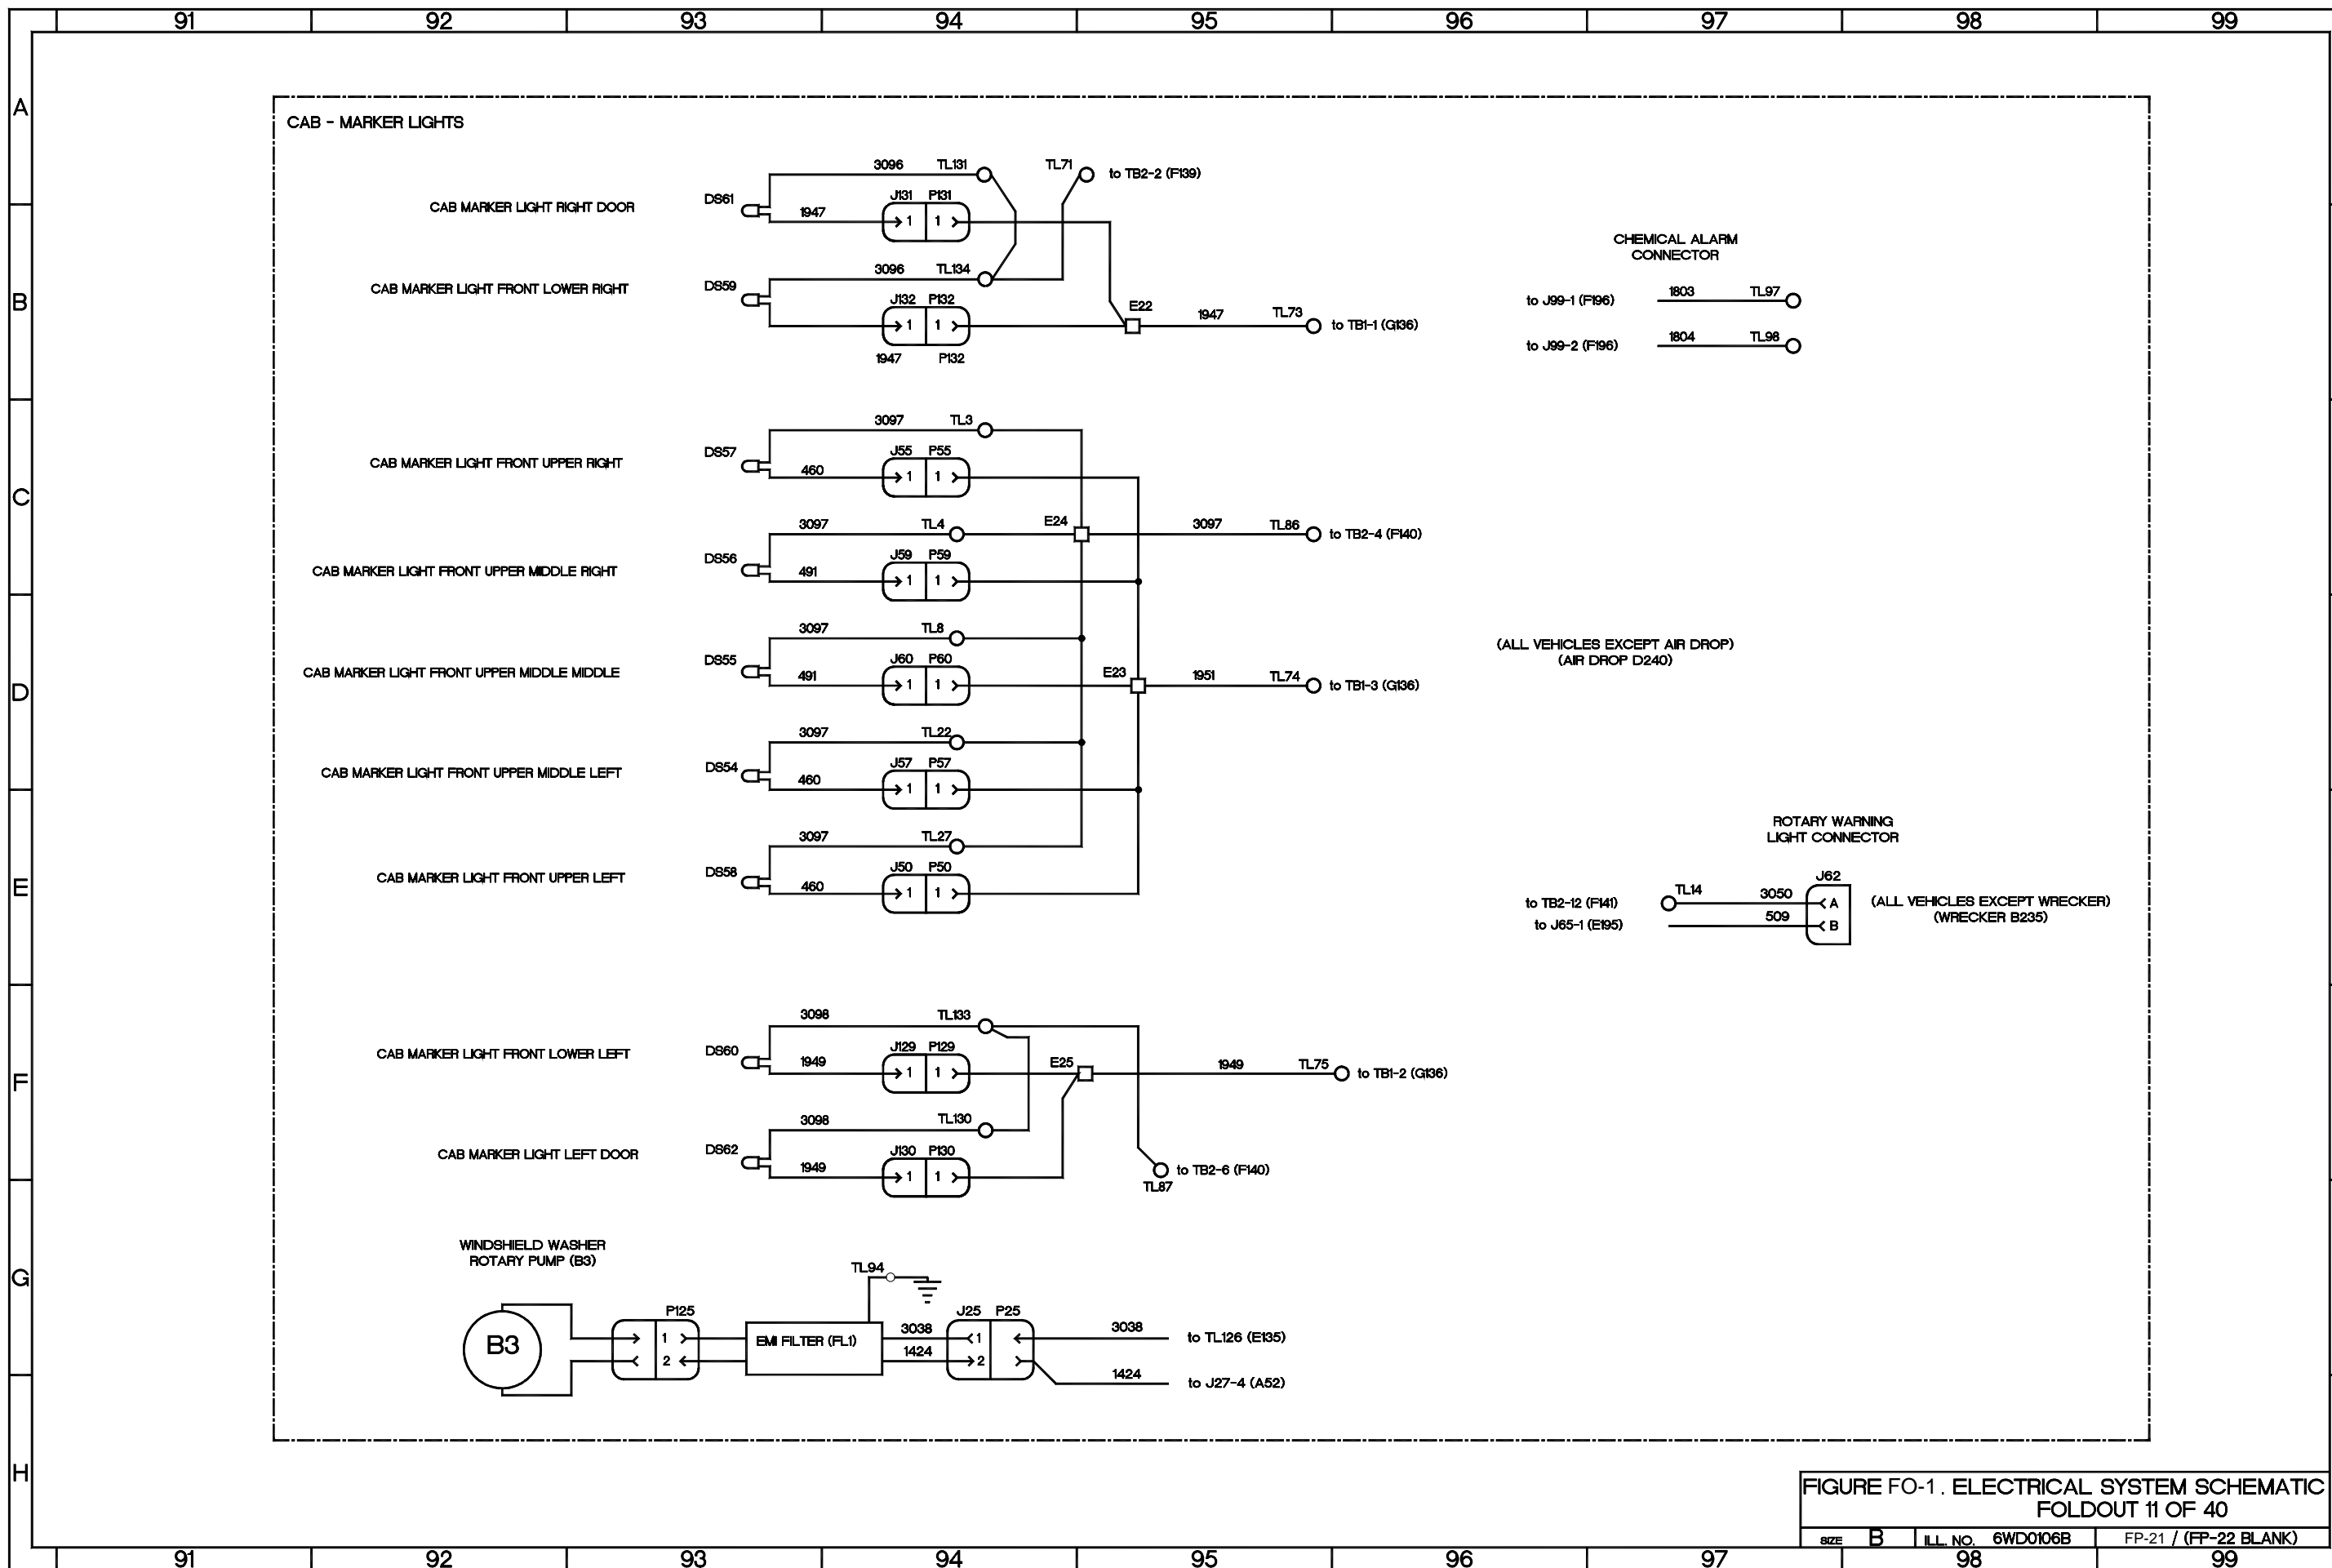 91 92 93 94 95 96 97 98 99
A
CAB - MARKER LIGHTS
3096 TL131 TL71 to TB2-2 (F139)
CAB MARKER LIGHT RIGHT DOOR DS61 1947 J131 P131
1 1
CHEMICAL ALARM
CONNECTOR
B
CAB MARKER LIGHT FRONT LOWER RIGHT DS59 3096 TL134
J132 P132
1 1
1947 P132
E22 1947 TL73 to TB1-1 (G136)
to J99-1 (F196) 1803 TL97
to J99-2 (F196) 1804 TL98
3097 TL3
CAB MARKER LIGHT FRONT UPPER RIGHT DS57 460 J55 P55
1 1
C
3097 TL4 E24 3097 TL86 to TB2-4 (F140)
CAB MARKER LIGHT FRONT UPPER MIDDLE RIGHT DS56 491 J59 P59
1 1
3097 TL8
(ALL VEHICLES EXCEPT AIR DROP)
(AIR DROP D240)
CAB MARKER LIGHT FRONT UPPER MIDDLE MIDDLE DS55 491 J60 P60
1 1
E23 1951 TL74 to TB1-3 (G136)
D
3097 TL22
CAB MARKER LIGHT FRONT UPPER MIDDLE LEFT DS54 460 J57 P57
1 1
3097 TL27
CAB MARKER LIGHT FRONT UPPER LEFT DS58 460 J50 P50
1 1
E
ROTARY WARNING
LIGHT CONNECTOR
J62
to TB2-12 (F141) TL14 3050 A
to J65-1 (E195) 509 B
(ALL VEHICLES EXCEPT WRECKER)
(WRECKER B235)
3098 TL133
CAB MARKER LIGHT FRONT LOWER LEFT DS60 1949 J129 P129
1 1
E25 1949 TL75 to TB1-2 (G136)
F
3098 TL130
CAB MARKER LIGHT LEFT DOOR DS62 1949 J130 P130
1 1
to TB2-6 (F140)
TL87
WINDSHIELD WASHER
ROTARY PUMP (B3)
G
TL94
B3 P125
1
2
EMI FILTER (FL1)
3038
1424
J25 P25
1
2
3038 to TL126 (E135)
1424 to J27-4 (A52)
H
FIGURE FO-1. ELECTRICAL SYSTEM SCHEMATIC
FOLDOUT 11 OF 40
SIZE B ILL. NO. 6WD0106B FP-21 / (FP-22 BLANK)
91 92 93 94 95 96 97 98 99